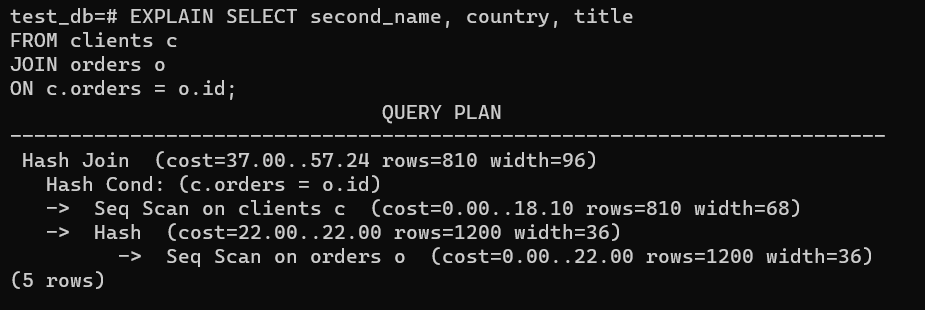 test_db=# EXPLAIN SELECT second_name, country, title
FROM clients c
JOIN orders o
ON c.orders = o.id;
QUERY PLAN
-------------------------------------------------------------------------
Hash Join  (cost=37.00..57.24 rows=810 width=96)
  Hash Cond: (c.orders = o.id)
  ->  Seq Scan on clients c  (cost=0.00..18.10 rows=810 width=68)
  ->  Hash  (cost=22.00..22.00 rows=1200 width=36)
        ->  Seq Scan on orders o  (cost=0.00..22.00 rows=1200 width=36)
(5 rows)